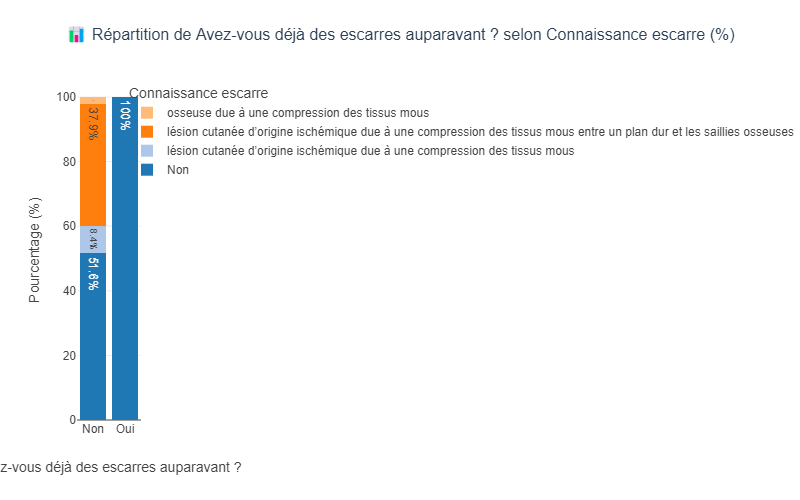 📊 Répartition de Avez-vous déjà des escarres auparavant ? selon Connaissance escarre (%)
Connaissance escarre
osseuse due à une compression des tissus mous
lésion cutanée d'origine ischémique due à une compression des tissus mous entre un plan dur et les saillies osseuses
lésion cutanée d'origine ischémique due à une compression des tissus mous
Non
Pourcentage (%)
100
80
60
40
20
0
37.9%
8.4%
51.6%
100%
Non
Oui
z-vous déjà des escarres auparavant ?